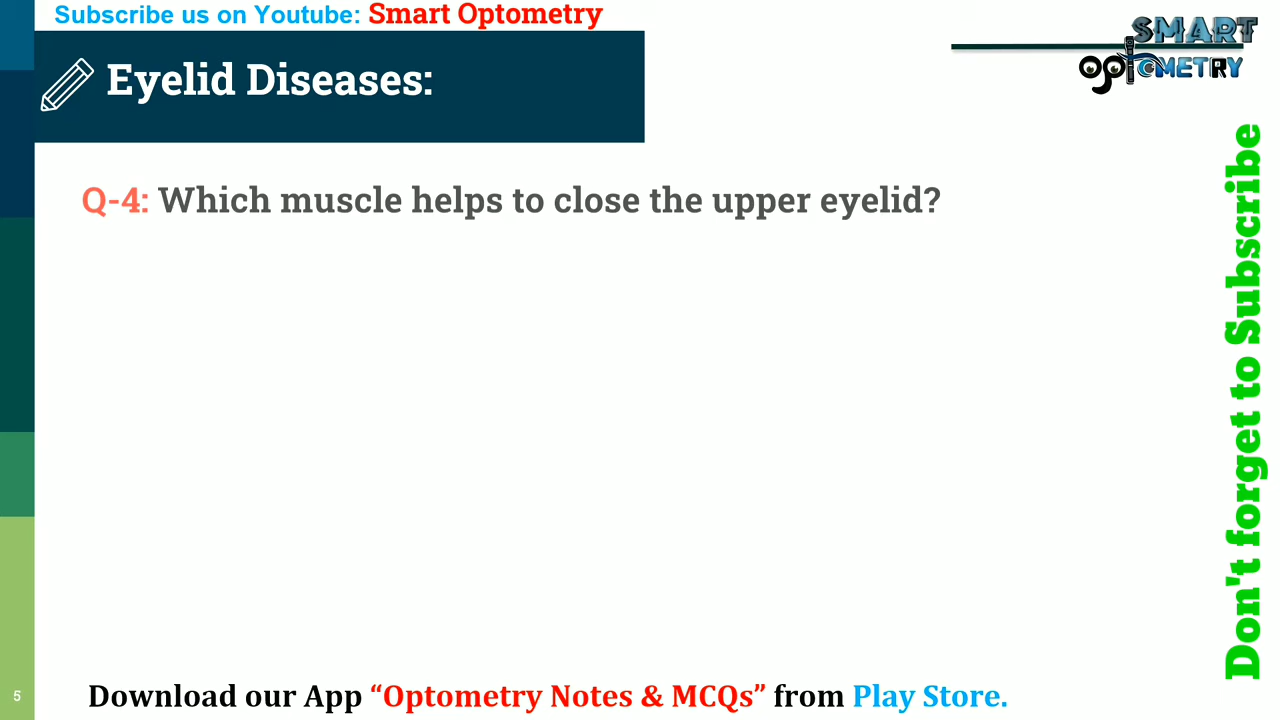 Subscribe us on Youtube: Smart Optometry
SMART
OPTOMETRY
Eyelid Diseases:
Q-4: Which muscle helps to close the upper eyelid?
Don't forget to Subscribe
5
Download our App “Optometry Notes & MCQs” from Play Store.